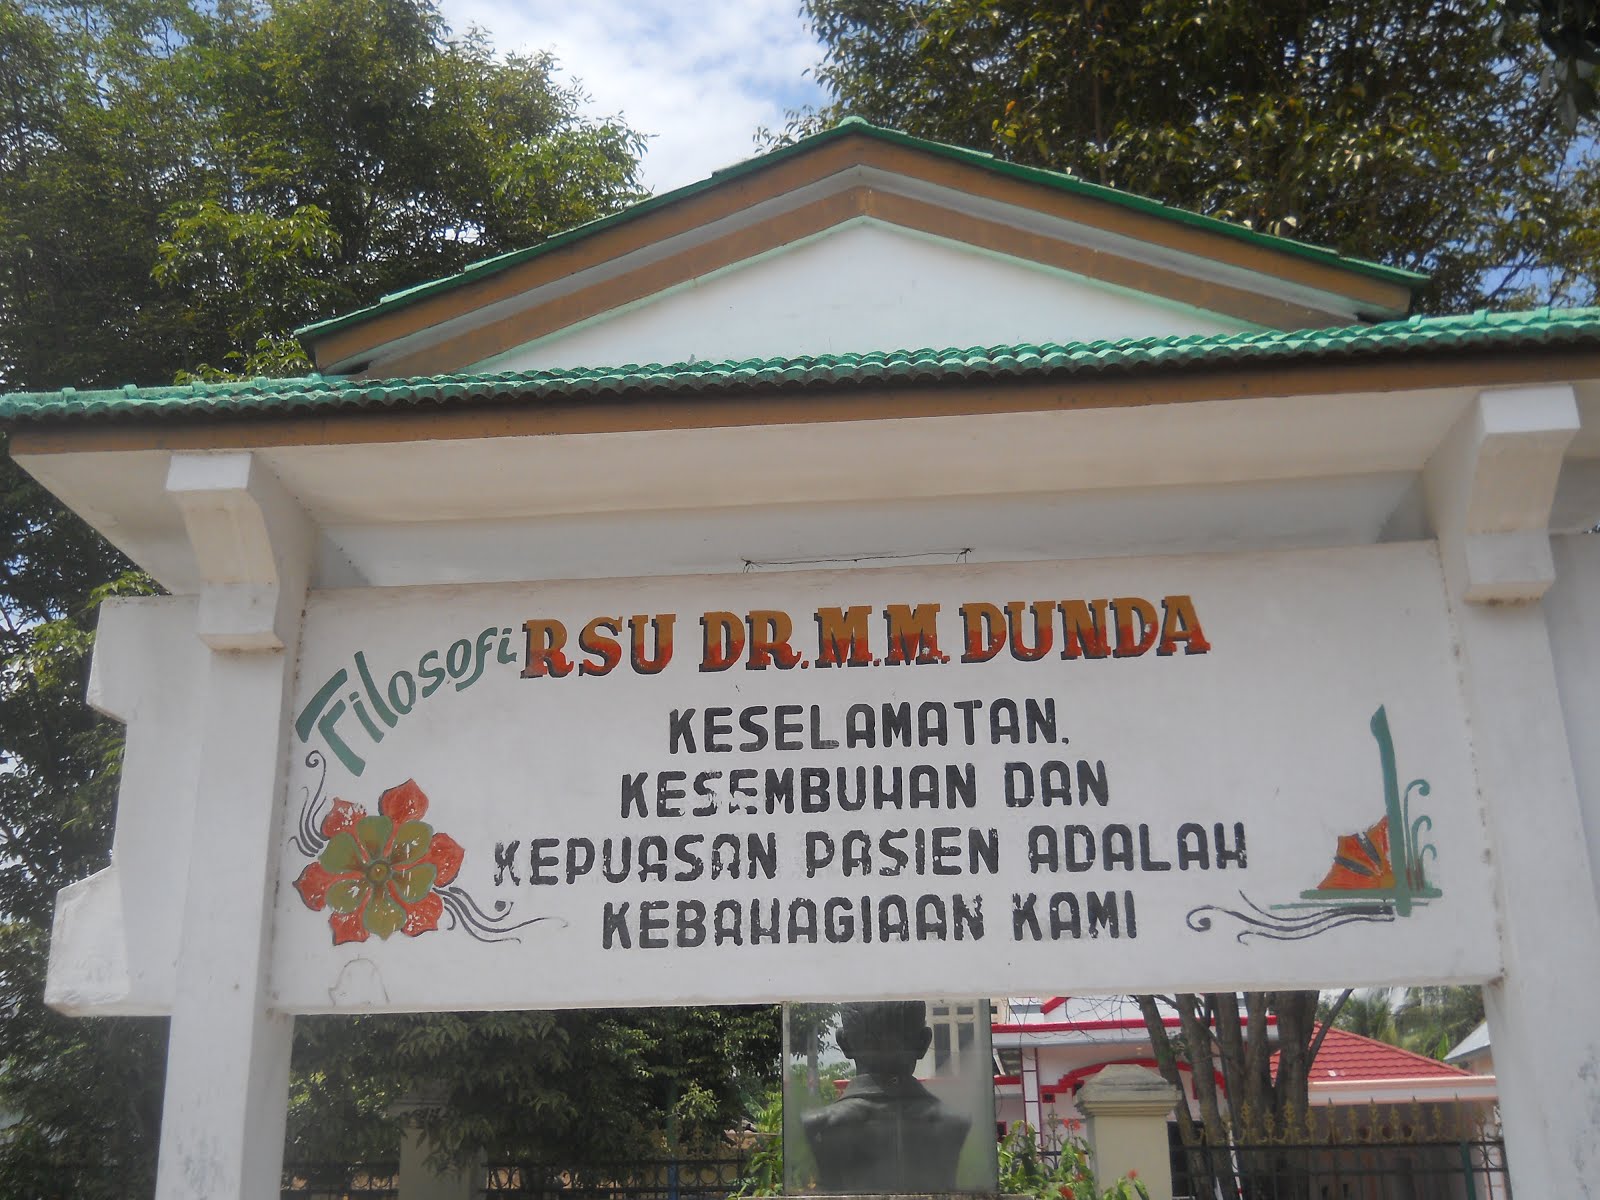 Filosofi RSU DR. M.M. DUNDA
KESELAMATAN.
KESEMBUHAN DAN
KEPUASAN PASIEN ADALAH
KEBAHAGIAAN KAMI